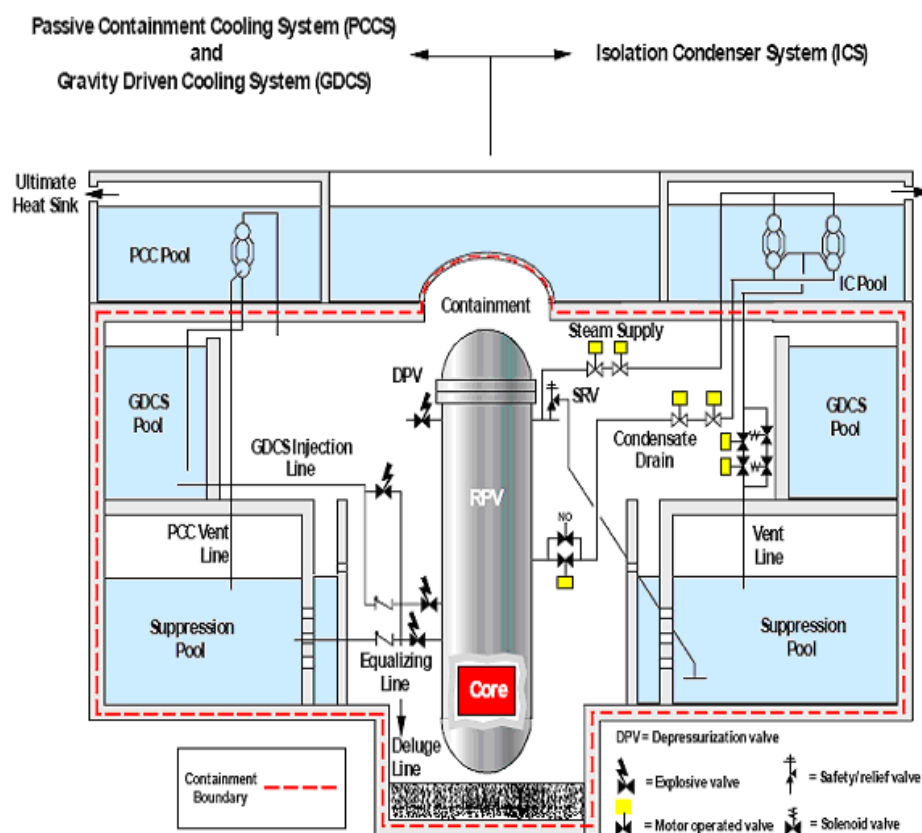 Passive Containment Cooling System (PCCS)
and
Gravity Driven Cooling System (GDCS)
Isolation Condenser System (ICS)
Ultimate
Heat Sink
PCC Pool
IC Pool
Containment
Steam Supply
DPV
SRV
GDCS
Pool
GDCS
Pool
GDCS Injection
Line
Condensate
Drain
RPV
NO
PCC Vent
Line
Vent
Line
Suppression
Pool
Suppression
Pool
Equalizing
Line
Core
Deluge
Line
DPV = Depressurization valve
Containment
Boundary
= Explosive valve
= Safety/relief valve
= Motor operated valve
= Solenoid valve